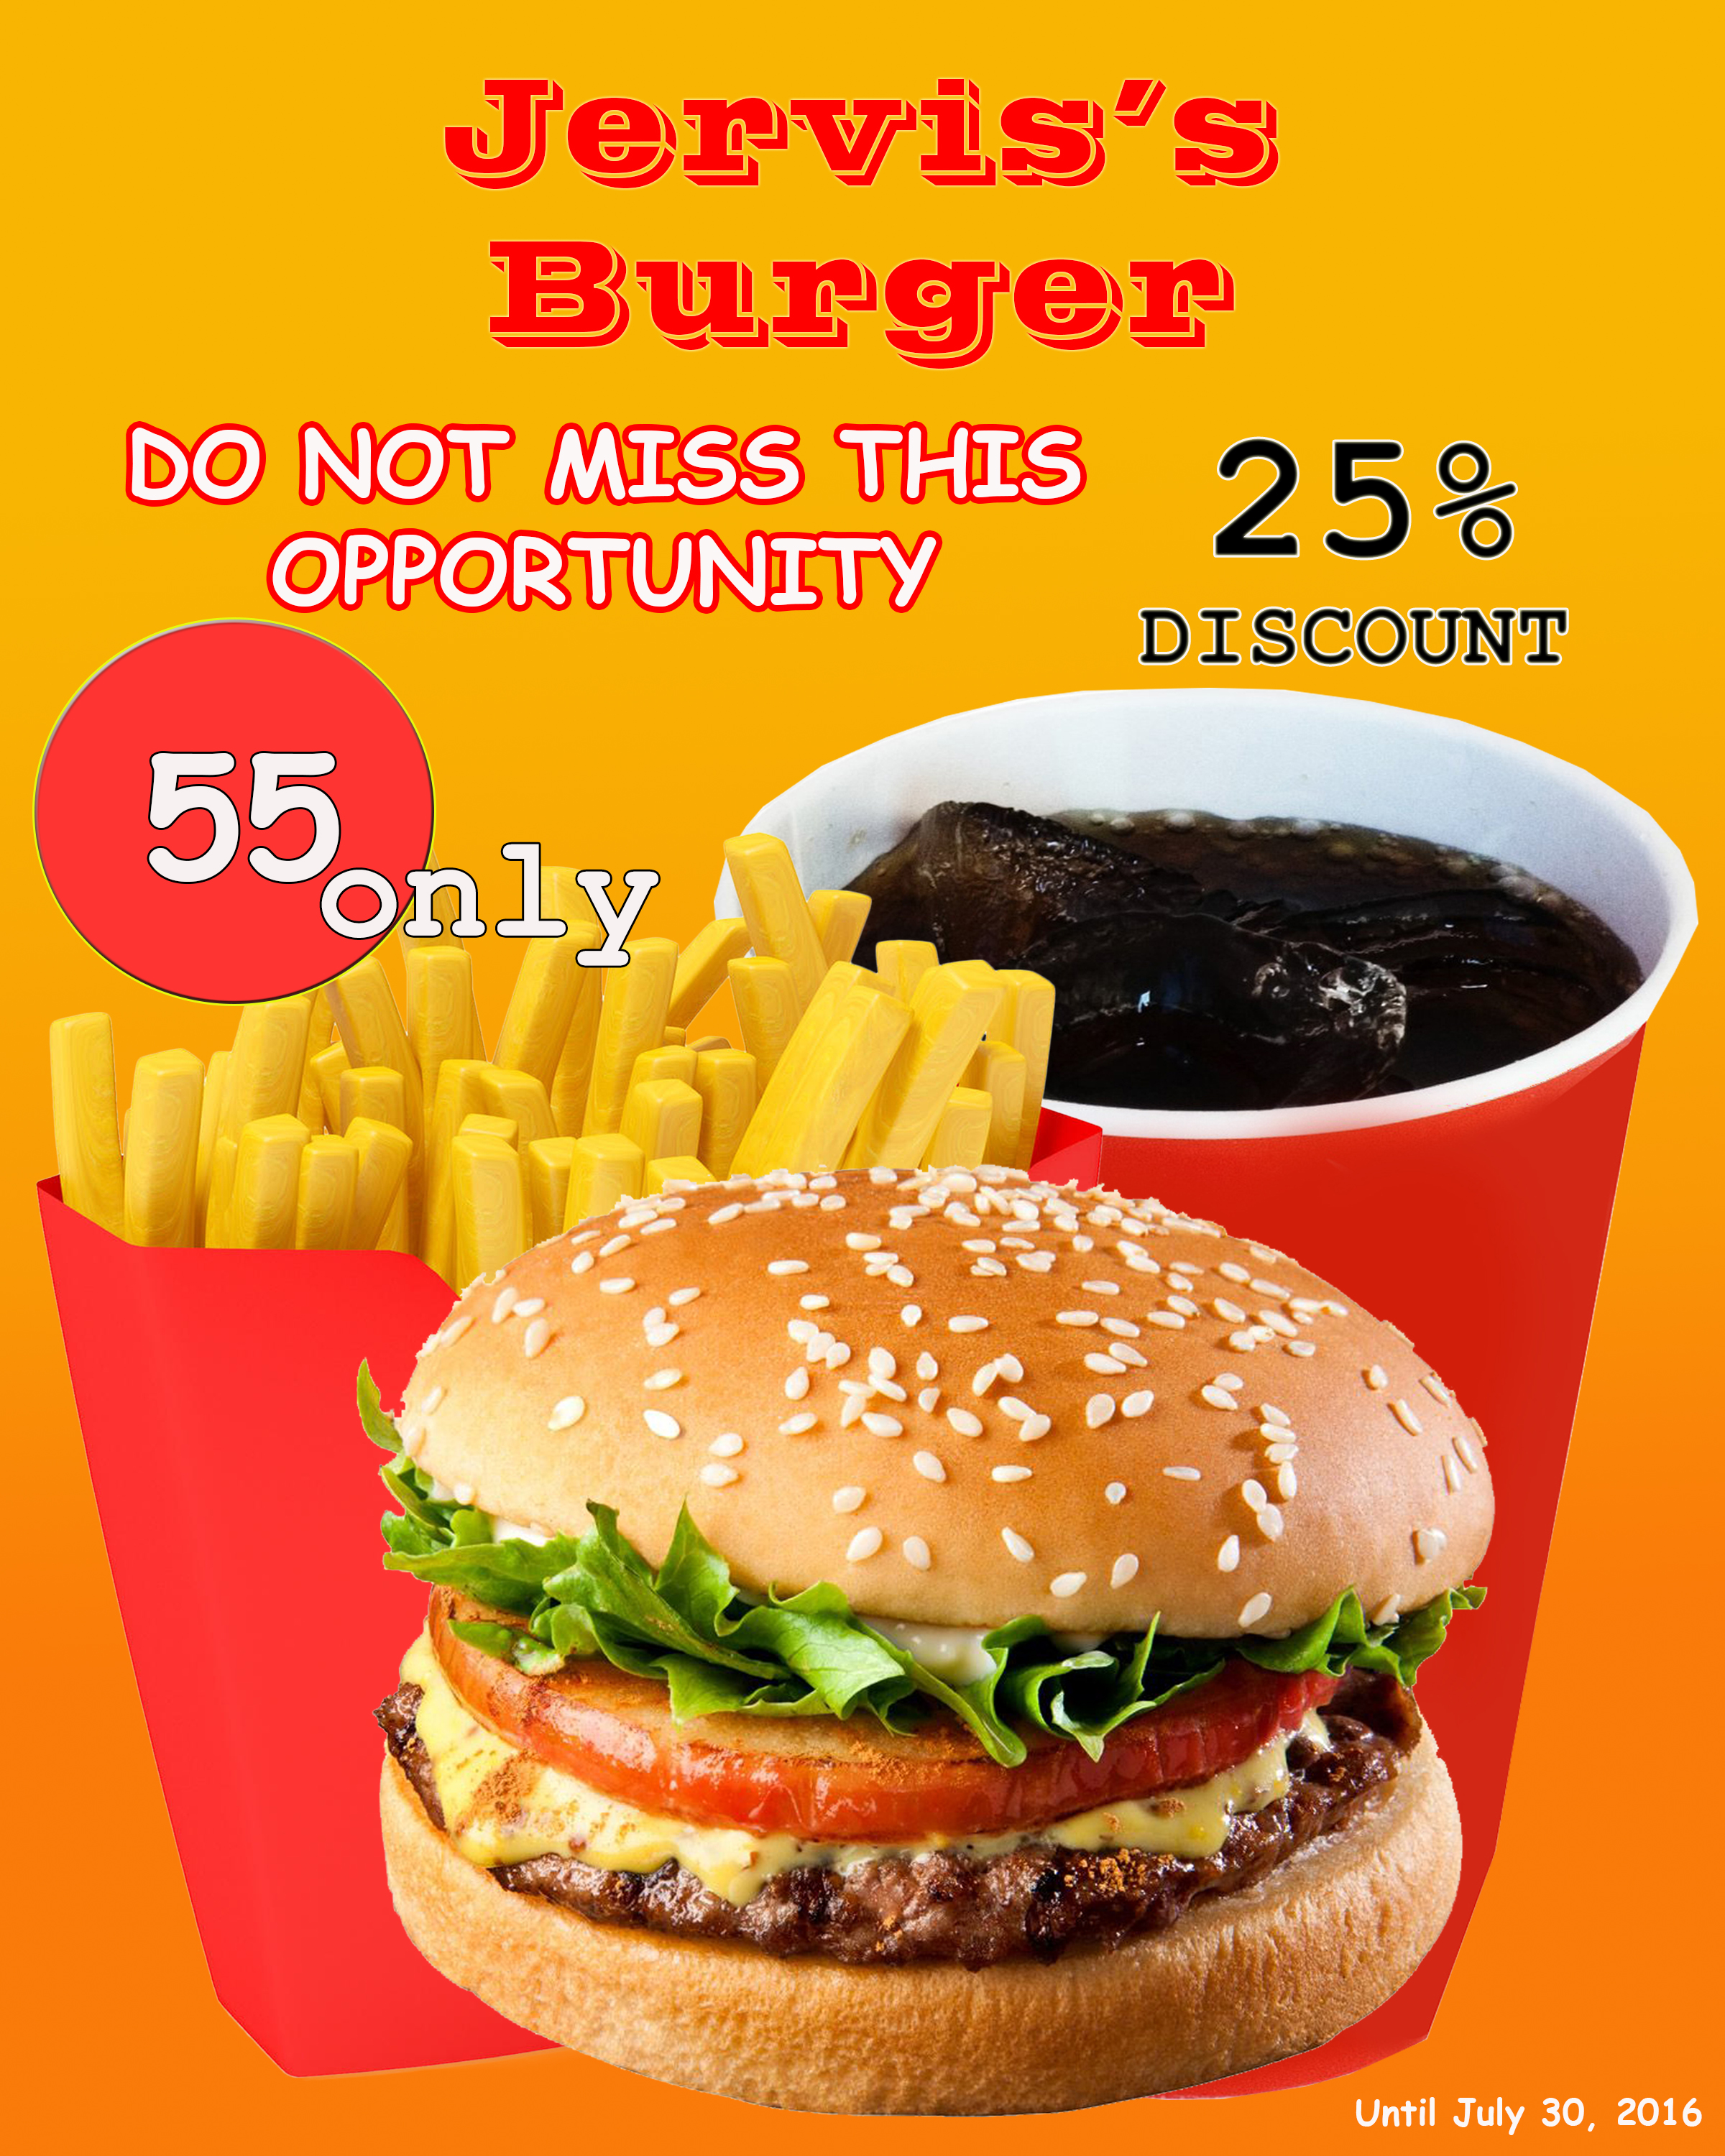 Jervis's
Burger
DO NOT MISS THIS
OPPORTUNITY
25%
DISCOUNT
55
only
Until July 30, 2016